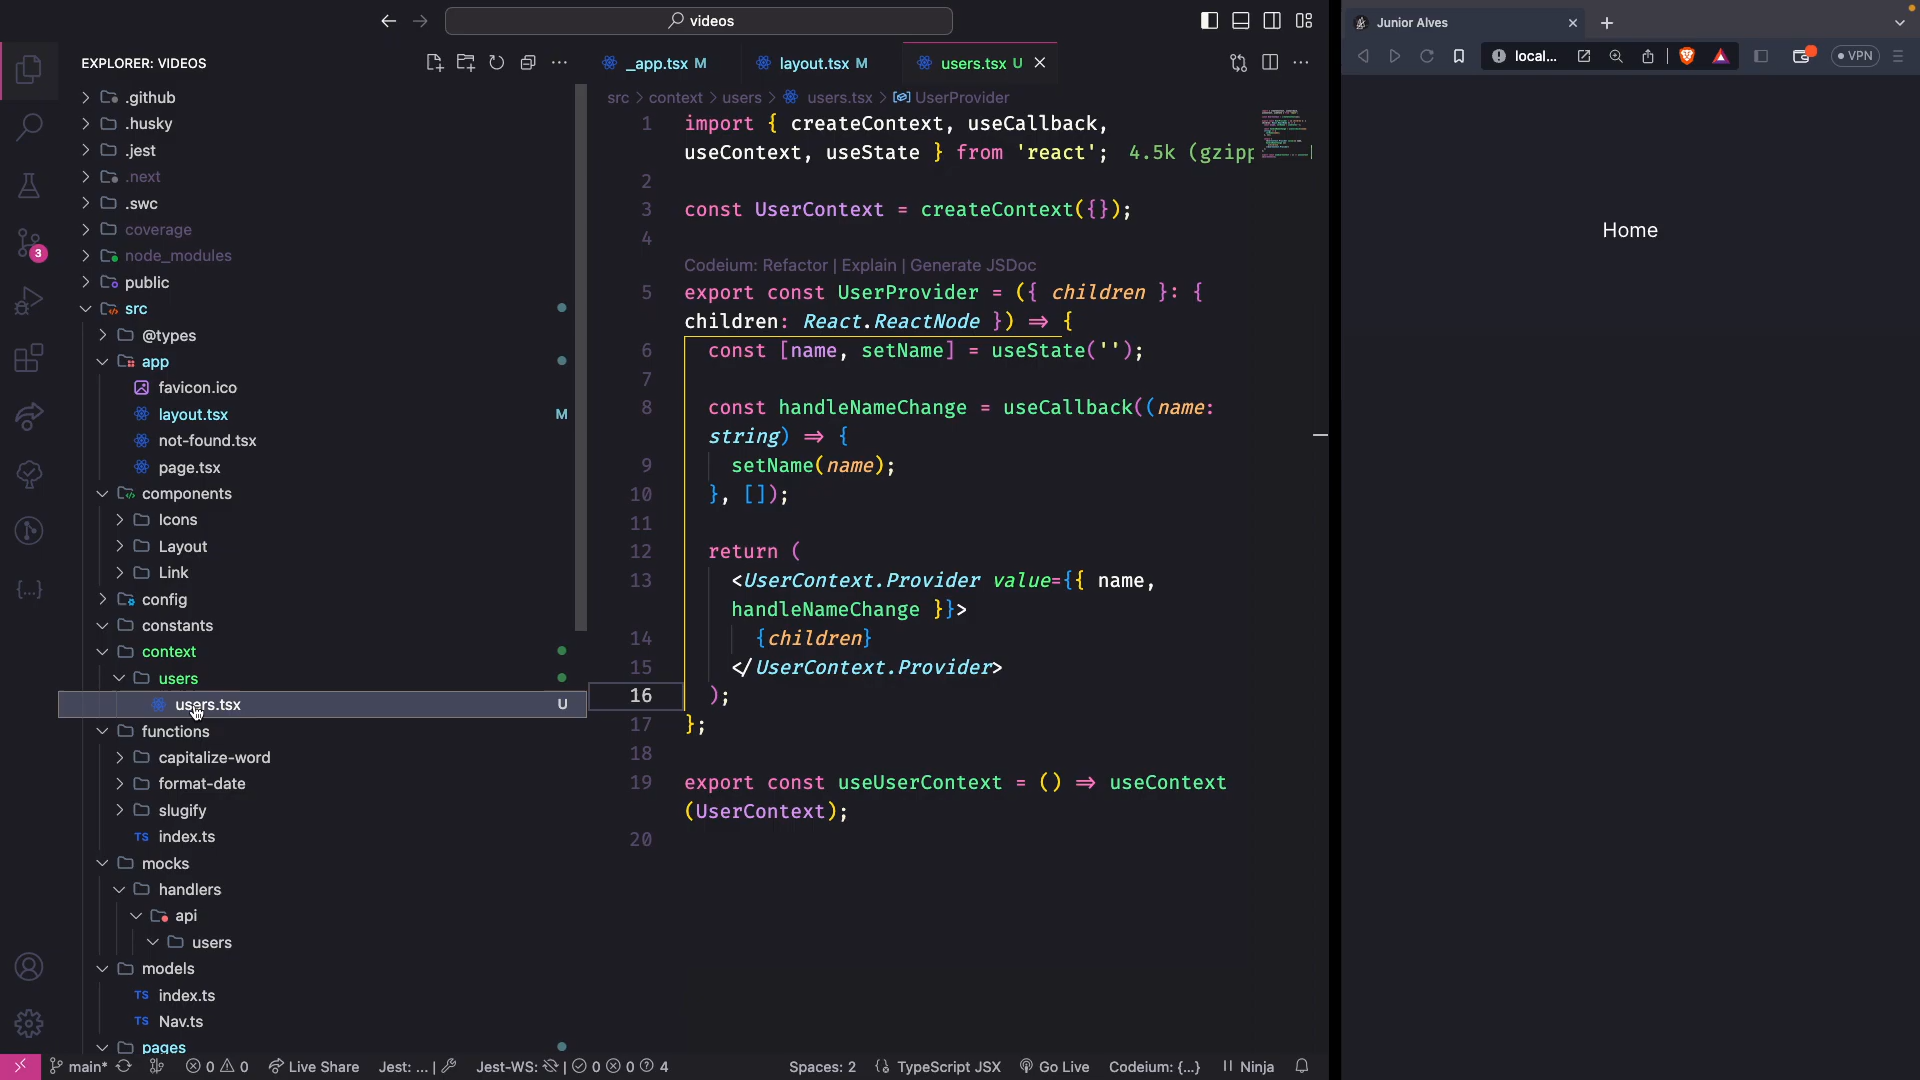 videos
EXPLORER: VIDEOS
.github
.husky
.jest
.next
.swc
coverage
node_modules
public
src
@types
app
favicon.ico
layout.tsx M
not-found.tsx
page.tsx
components
Icons
Layout
Link
config
constants
context
users
users.tsx U
functions
capitalize-word
format-date
slugify
TS index.ts
mocks
handlers
api
users
models
TS index.ts
TS Nav.ts
pages
3
_app.tsx M
layout.tsx M
users.tsx U
src > context > users > users.tsx > UserProvider
1 import { createContext, useCallback,
useContext, useState } from 'react'; 4.5k (gzipp
2
3 const UserContext = createContext({});
4
Codeium: Refactor | Explain | Generate JSDoc
5 export const UserProvider = ({ children }: {
children: React.ReactNode }) => {
6 const [name, setName] = useState('');
7
8 const handleNameChange = useCallback((name:
string) => {
9 setName(name);
10 }, []);
11
12 return (
13 <UserContext.Provider value={{ name,
handleNameChange }}>
14 {children}
15 </UserContext.Provider>
16 );
17 };
18
19 export const useUserContext = () => useContext
(UserContext);
20
main* 0 0 Live Share Jest: ... | Jest-WS: | 0 0 4 Spaces: 2 TypeScript JSX Go Live Codeium: {...} Ninja
Junior Alves
local... VPN
Home